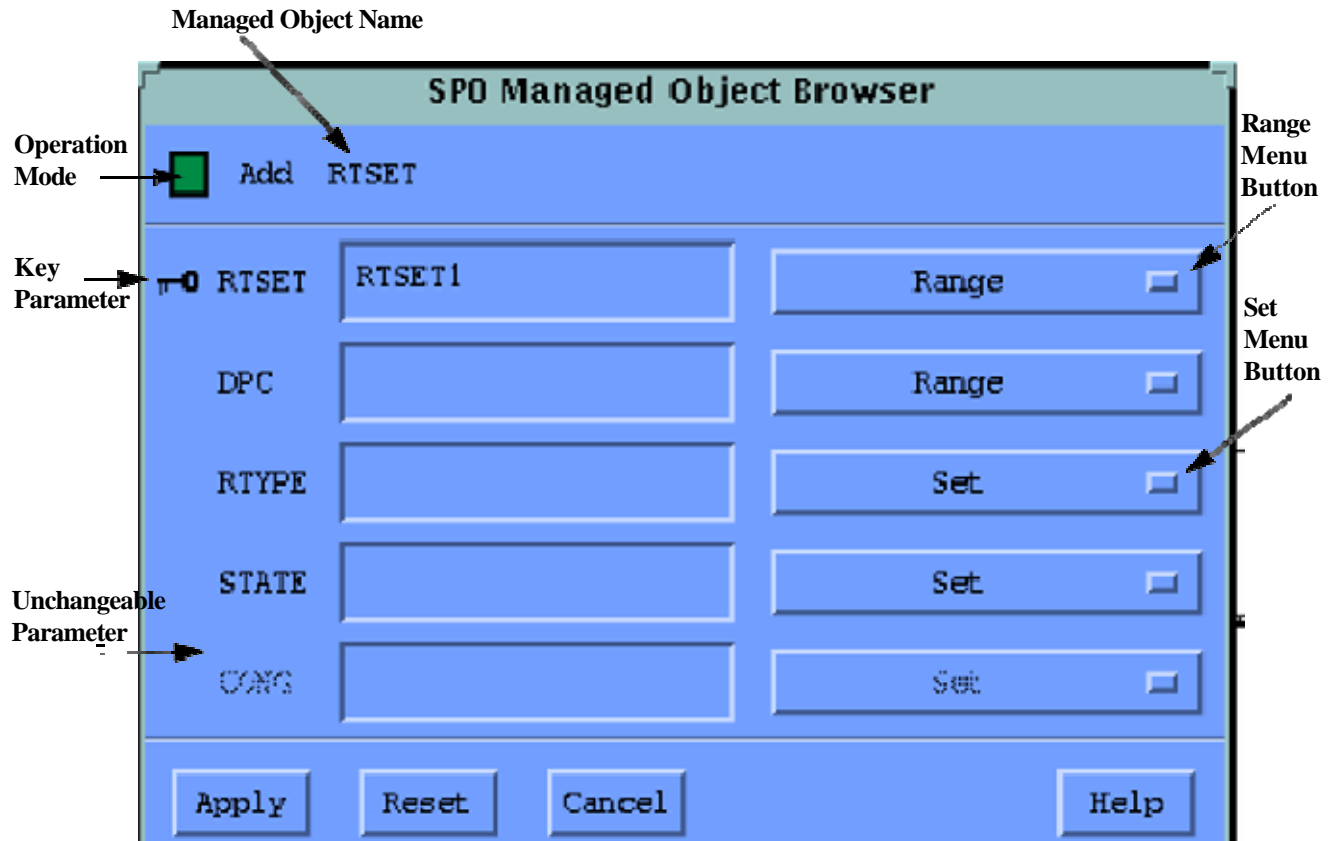 Managed Object Name
SPO Managed Object Browser
Operation
Mode
Add RTSET
Range
Menu
Button
Key
Parameter
RTSET RTSET1 Range
Set
Menu
Button
DPC Range
RTYPE Set
STATE Set
Unchangeable
Parameter
CONG Set
Apply Reset Cancel Help